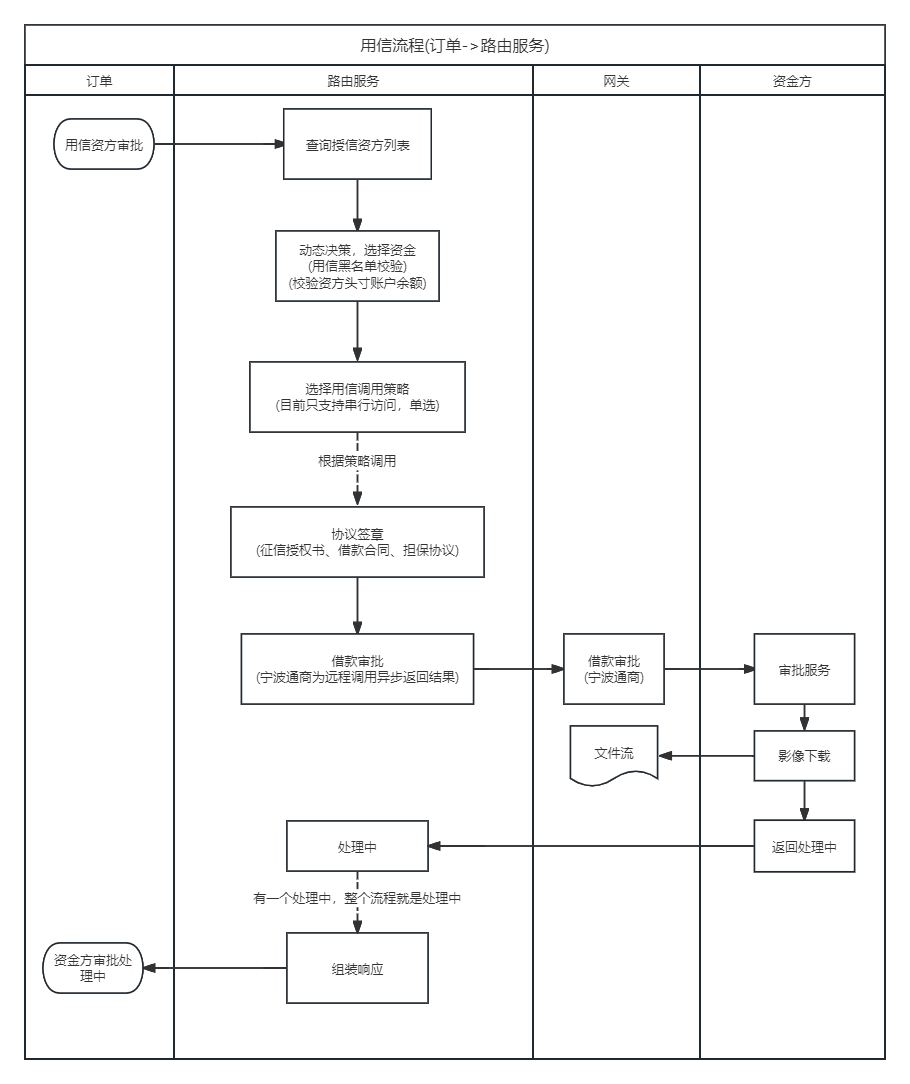 用信流程(订单->路由服务)
订单
路由服务
网关
资金方
用信资方审批
查询授信资方列表
动态决策，选择资金
(用信黑名单校验)
(校验资方头寸账户余额)
选择用信调用策略
(目前只支持串行访问，单选)
根据策略调用
协议签章
(征信授权书、借款合同、担保协议)
借款审批
(宁波通商为远程调用异步返回结果)
借款审批
(宁波通商)
审批服务
文件流
影像下载
处理中
返回处理中
有一个处理中，整个流程就是处理中
资金方审批处
理中
组装响应